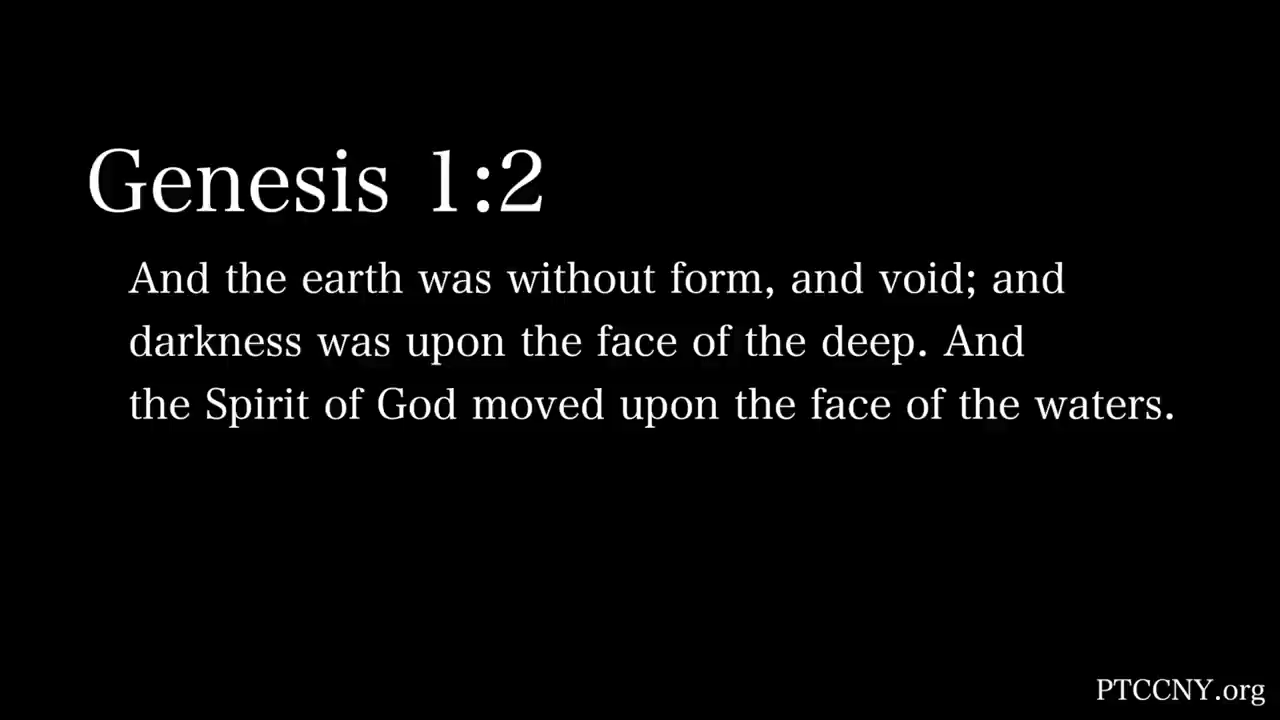 Genesis 1:2
And the earth was without form, and void; and
darkness was upon the face of the deep. And
the Spirit of God moved upon the face of the waters.
PTCCNY.org